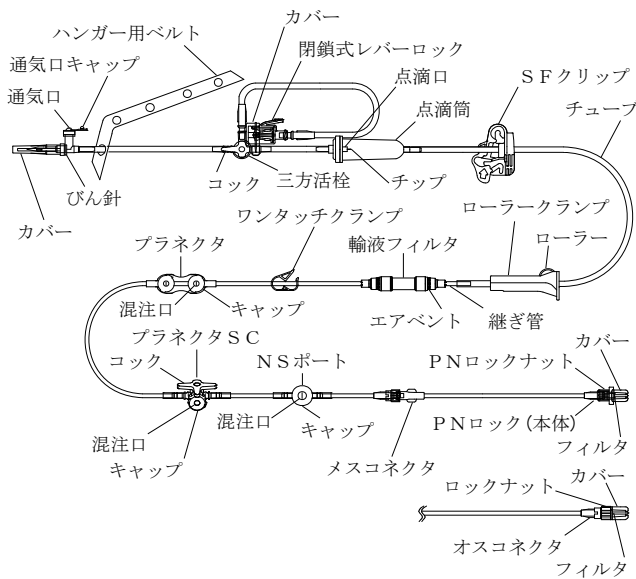 カバー
ハンガー用ベルト
閉鎖式レバーロック
通気口キャップ
点滴口
SFクリップ
通気口
点滴筒
チューブ
コック
三方活栓
チップ
びん針
カバー
ワンタッチクランプ
ローラークランプ
プラネクタ
輸液フィルタ
ローラー
混注口
キャップ
エアベント
継ぎ管
プラネクタSC
コック
NSポート
PNロックナット
カバー
混注口
キャップ
PNロック(本体)
混注口
キャップ
メスコネクタ
フィルタ
カバー
ロックナット
オスコネクタ
フィルタ